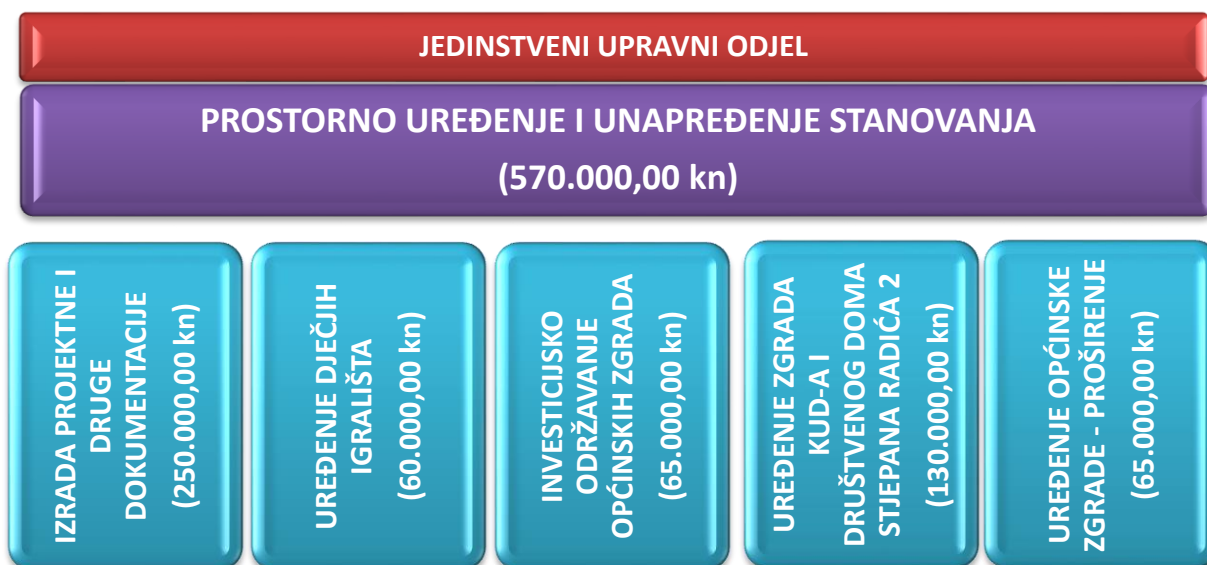 JEDINSTVENI UPRAVNI ODJEL
PROSTORNO UREĐENJE I UNAPREĐENJE STANOVANJA
(570.000,00 kn)
IZRADA PROJEKTNE I
DRUGE
DOKUMENTACIJE
(250.000,00 kn)
UREĐENJE DJEČJIH
IGRALIŠTA
(60.000,00 kn)
INVESTICIJSKO
ODRŽAVANJE
OPĆINSKIH ZGRADA
(65.000,00 kn)
UREĐENJE ZGRADA
KUD-A I
DRUŠTVENOG DOMA
STJEPANA RADIĆA 2
(130.000,00 kn)
UREĐENJE OPĆINSKE
ZGRADE - PROŠIRENJE
(65.000,00 kn)